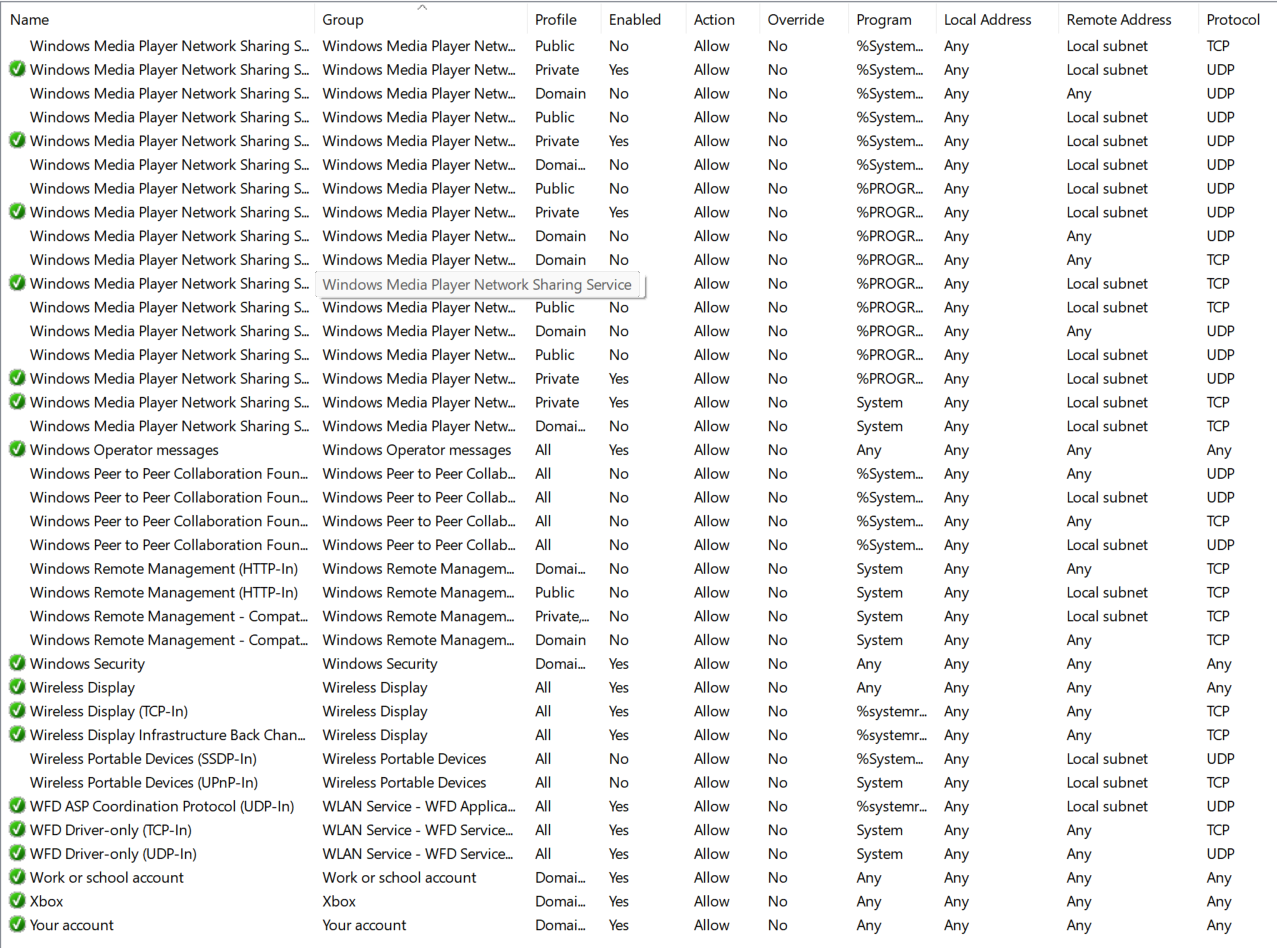 Name Group Profile Enabled Action Override Program Local Address Remote Address Protocol
Windows Media Player Network Sharing S... Windows Media Player Netw... Public No Allow No %System... Any Local subnet TCP
Windows Media Player Network Sharing S... Windows Media Player Netw... Private Yes Allow No %System... Any Local subnet UDP
Windows Media Player Network Sharing S... Windows Media Player Netw... Domain No Allow No %System... Any Any UDP
Windows Media Player Network Sharing S... Windows Media Player Netw... Public No Allow No %System... Any Local subnet UDP
Windows Media Player Network Sharing S... Windows Media Player Netw... Private Yes Allow No %System... Any Local subnet UDP
Windows Media Player Network Sharing S... Windows Media Player Netw... Domai... No Allow No %System... Any Local subnet UDP
Windows Media Player Network Sharing S... Windows Media Player Netw... Public No Allow No %PROGR... Any Local subnet UDP
Windows Media Player Network Sharing S... Windows Media Player Netw... Private Yes Allow No %PROGR... Any Local subnet UDP
Windows Media Player Network Sharing S... Windows Media Player Netw... Domain No Allow No %PROGR... Any Any UDP
Windows Media Player Network Sharing S... Windows Media Player Netw... Domain No Allow No %PROGR... Any Any TCP
Windows Media Player Network Sharing S... Windows Media Player Network Sharing Service Allow No %PROGR... Any Local subnet TCP
Windows Media Player Network Sharing S... Windows Media Player Netw... Public No Allow No %PROGR... Any Local subnet TCP
Windows Media Player Network Sharing S... Windows Media Player Netw... Domain No Allow No %PROGR... Any Any UDP
Windows Media Player Network Sharing S... Windows Media Player Netw... Public No Allow No %PROGR... Any Local subnet UDP
Windows Media Player Network Sharing S... Windows Media Player Netw... Private Yes Allow No %PROGR... Any Local subnet UDP
Windows Media Player Network Sharing S... Windows Media Player Netw... Private Yes Allow No System Any Local subnet TCP
Windows Media Player Network Sharing S... Windows Media Player Netw... Domai... No Allow No System Any Local subnet TCP
Windows Operator messages Windows Operator messages All Yes Allow No Any Any Any Any
Windows Peer to Peer Collaboration Foun... Windows Peer to Peer Collab... All No Allow No %System... Any Any UDP
Windows Peer to Peer Collaboration Foun... Windows Peer to Peer Collab... All No Allow No %System... Any Local subnet UDP
Windows Peer to Peer Collaboration Foun... Windows Peer to Peer Collab... All No Allow No %System... Any Any TCP
Windows Peer to Peer Collaboration Foun... Windows Peer to Peer Collab... All No Allow No %System... Any Local subnet UDP
Windows Remote Management (HTTP-In) Windows Remote Managem... Domai... No Allow No System Any Any TCP
Windows Remote Management (HTTP-In) Windows Remote Managem... Public No Allow No System Any Local subnet TCP
Windows Remote Management - Compat... Windows Remote Managem... Private,... No Allow No System Any Local subnet TCP
Windows Remote Management - Compat... Windows Remote Managem... Domain No Allow No System Any Any TCP
Windows Security Windows Security Domai... Yes Allow No Any Any Any Any
Wireless Display Wireless Display All Yes Allow No Any Any Any Any
Wireless Display (TCP-In) Wireless Display All Yes Allow No %systemr... Any Any TCP
Wireless Display Infrastructure Back Chan... Wireless Display All Yes Allow No %systemr... Any Any TCP
Wireless Portable Devices (SSDP-In) Wireless Portable Devices All No Allow No %System... Any Local subnet UDP
Wireless Portable Devices (UPnP-In) Wireless Portable Devices All No Allow No System Any Local subnet TCP
WFD ASP Coordination Protocol (UDP-In) WLAN Service - WFD Applica... All Yes Allow No %systemr... Any Local subnet UDP
WFD Driver-only (TCP-In) WLAN Service - WFD Service... All Yes Allow No System Any Any TCP
WFD Driver-only (UDP-In) WLAN Service - WFD Service... All Yes Allow No System Any Any UDP
Work or school account Work or school account Domai... Yes Allow No Any Any Any Any
Xbox Xbox Domai... Yes Allow No Any Any Any Any
Your account Your account Domai... Yes Allow No Any Any Any Any